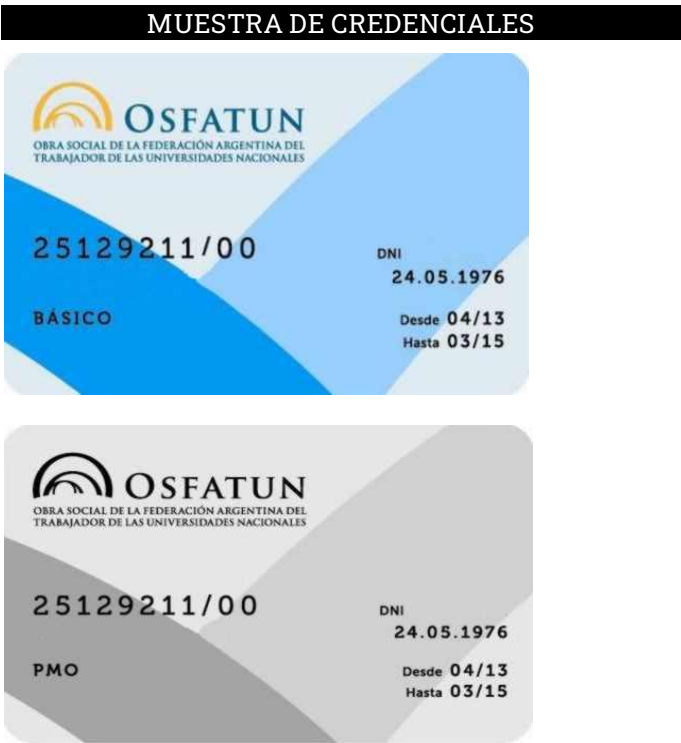 MUESTRA DE CREDENCIALES
OSFATUN
OBRA SOCIAL DE LA FEDERACIÓN ARGENTINA DEL
TRABAJADOR DE LAS UNIVERSIDADES NACIONALES
25129211/00
DNI
24.05.1976
BÁSICO
Desde 04/13
Hasta 03/15
OSFATUN
OBRA SOCIAL DE LA FEDERACIÓN ARGENTINA DEL
TRABAJADOR DE LAS UNIVERSIDADES NACIONALES
25129211/00
DNI
24.05.1976
PMO
Desde 04/13
Hasta 03/15